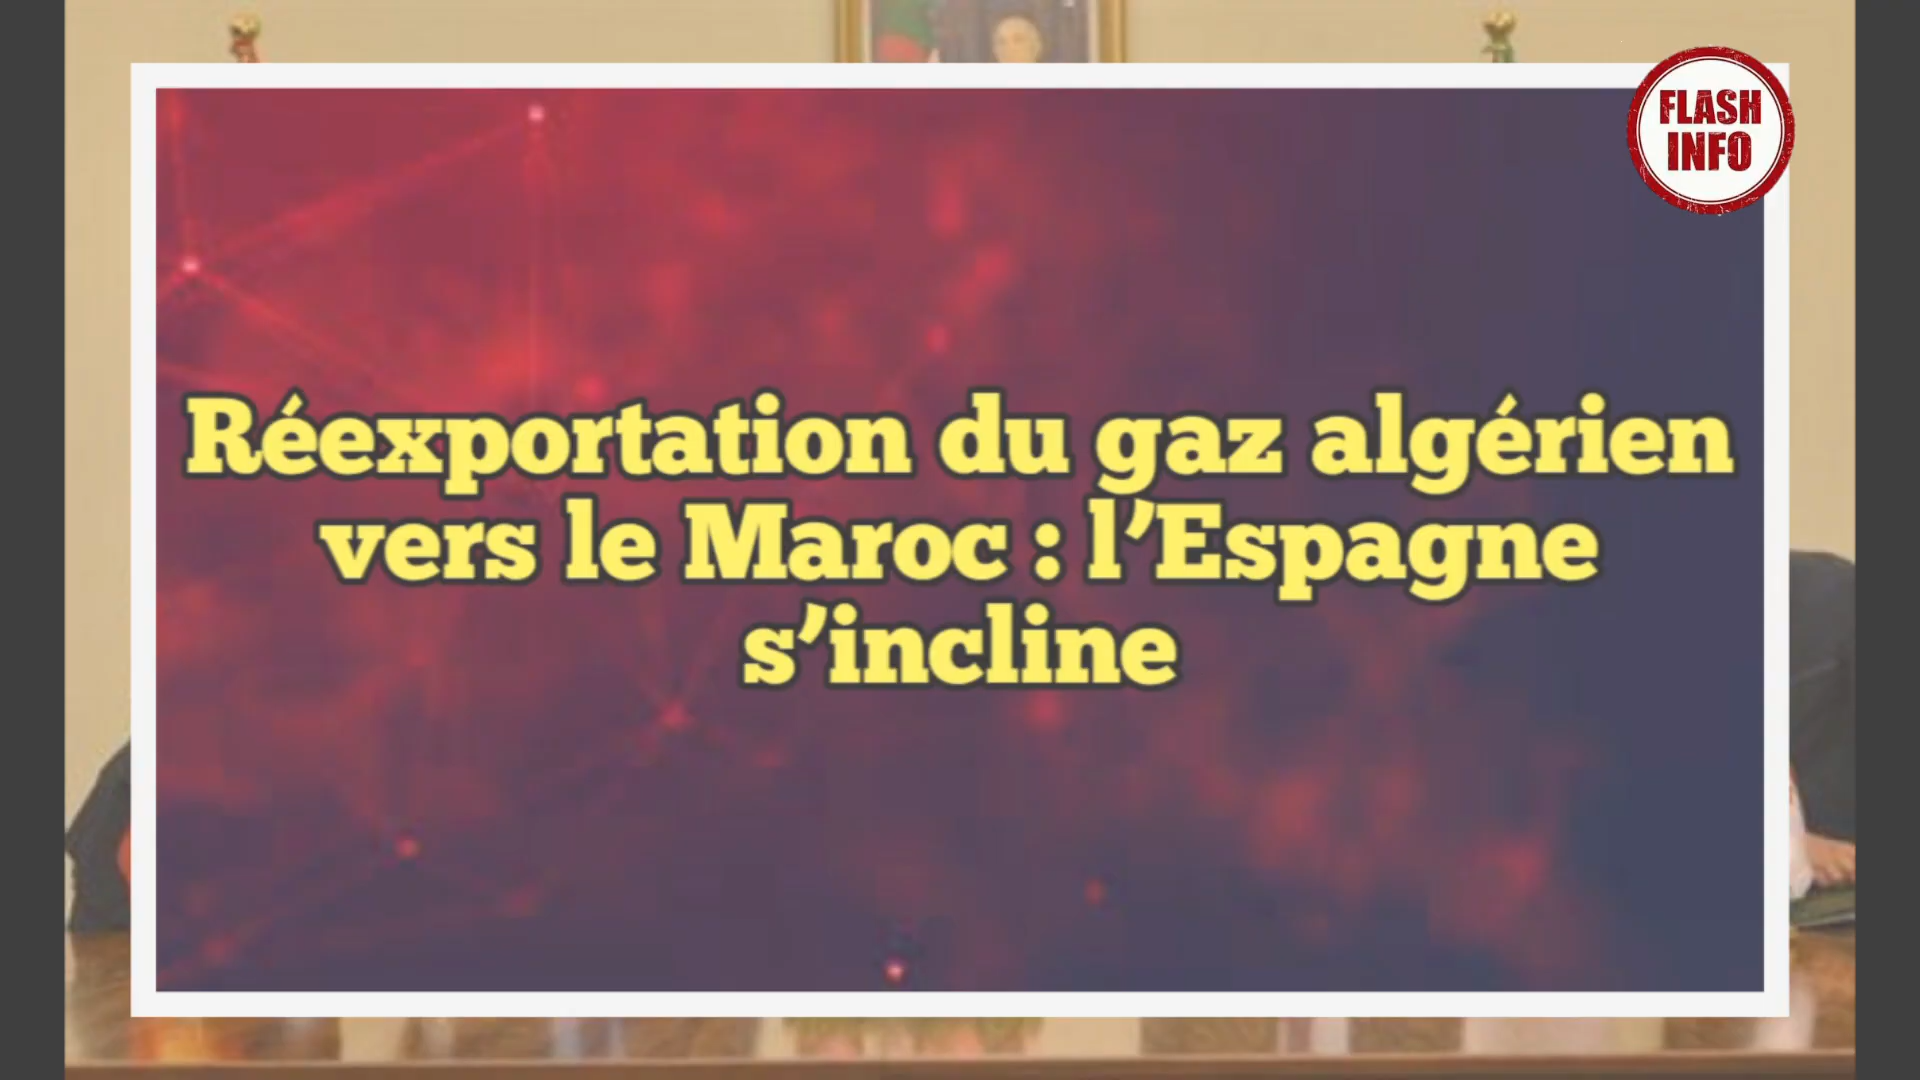 FLASH
INFO
Réexportation du gaz algérien
vers le Maroc : l’Espagne
s’incline